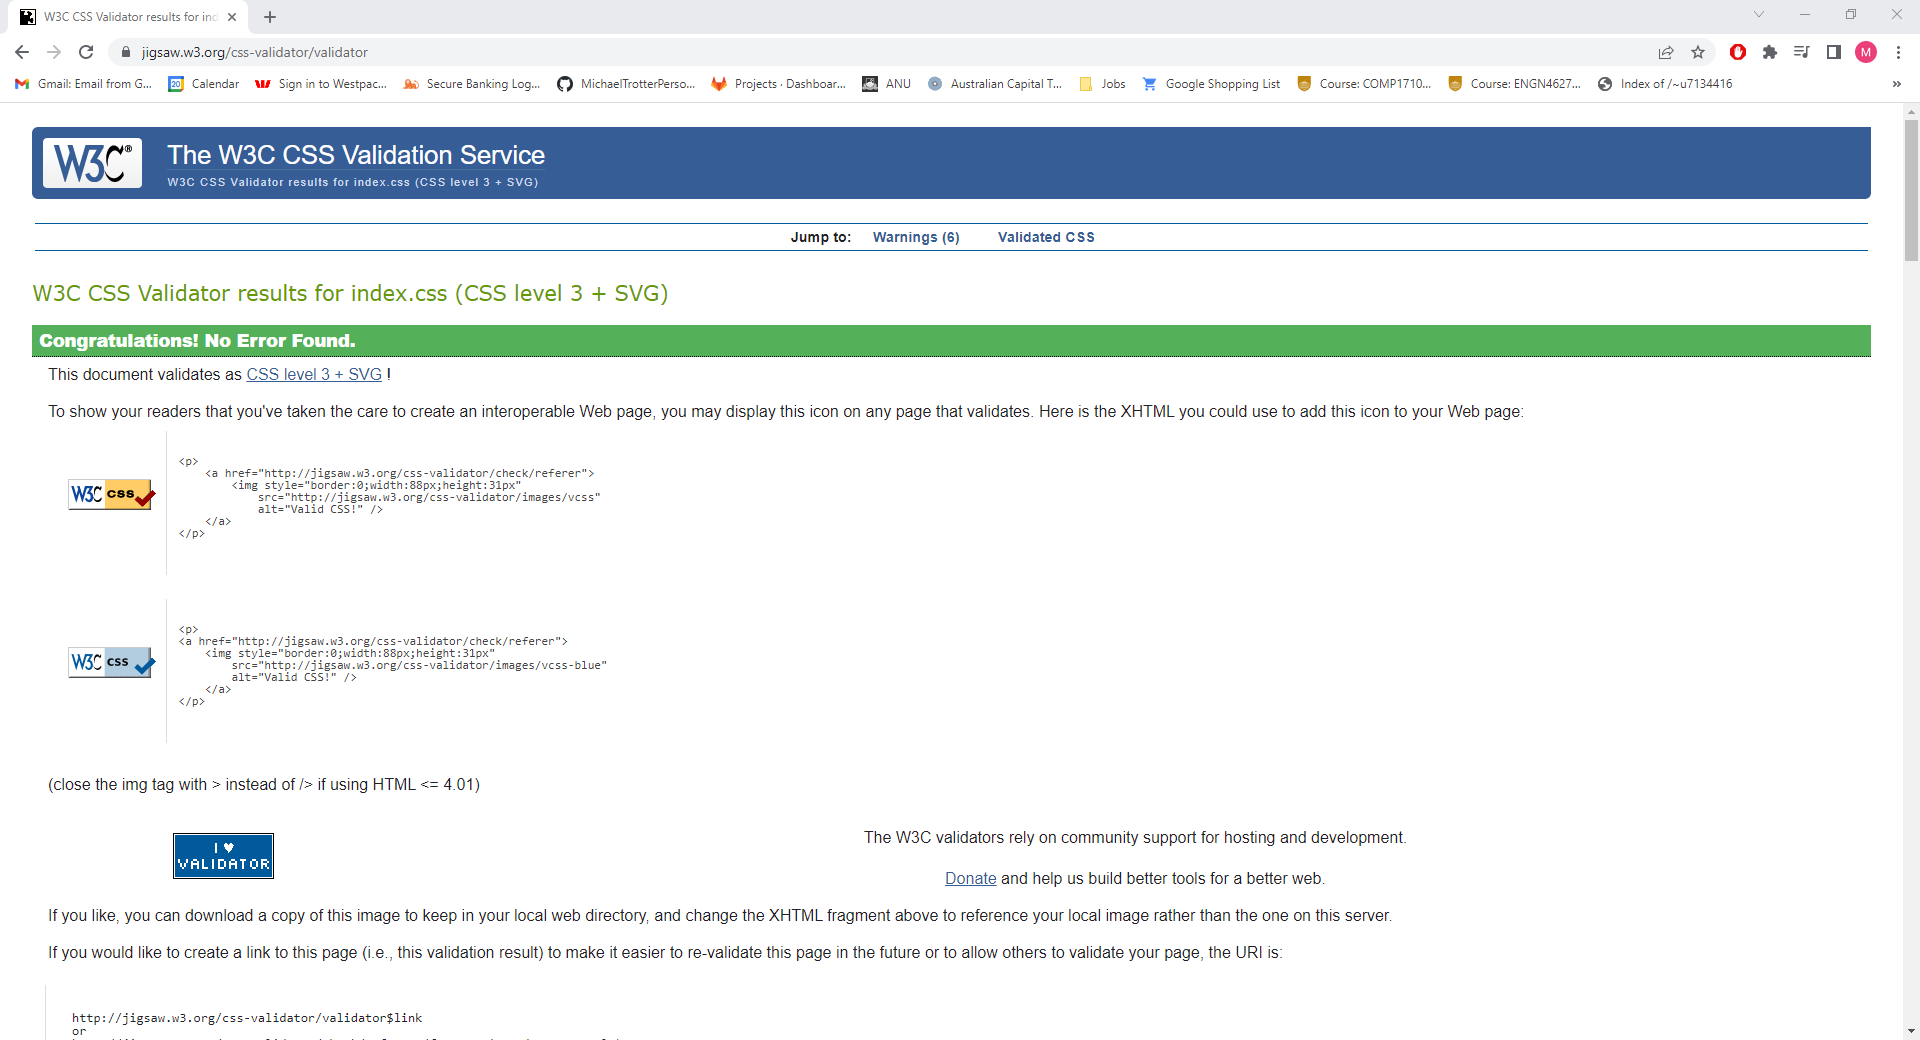 W3C CSS Validator results for ind
jigsaw.w3.org/css-validator/validator
M
Gmail: Email from G...
20
Calendar
Sign in to Westpac...
Secure Banking Log...
MichaelTrotterPerso...
Projects · Dashboar...
ANU
Australian Capital T...
Jobs
Google Shopping List
Course: COMP1710...
Course: ENGN4627...
Index of /~u7134416
»
W3C®
The W3C CSS Validation Service
W3C CSS Validator results for index.css (CSS level 3 + SVG)
Jump to: Warnings (6) Validated CSS
W3C CSS Validator results for index.css (CSS level 3 + SVG)
Congratulations! No Error Found.
This document validates as CSS level 3 + SVG !
To show your readers that you've taken the care to create an interoperable Web page, you may display this icon on any page that validates. Here is the XHTML you could use to add this icon to your Web page:
W3C css
<p>
<a href="http://jigsaw.w3.org/css-validator/check/referer">
<img style="border:0;width:88px;height:31px"
src="http://jigsaw.w3.org/css-validator/images/vcss"
alt="Valid CSS!" />
</a>
</p>
W3C css
<p>
<a href="http://jigsaw.w3.org/css-validator/check/referer">
<img style="border:0;width:88px;height:31px"
src="http://jigsaw.w3.org/css-validator/images/vcss-blue"
alt="Valid CSS!" />
</a>
</p>
(close the img tag with > instead of /> if using HTML <= 4.01)
I ♥
VALIDATOR
The W3C validators rely on community support for hosting and development.
Donate and help us build better tools for a better web.
If you like, you can download a copy of this image to keep in your local web directory, and change the XHTML fragment above to reference your local image rather than the one on this server.
If you would like to create a link to this page (i.e., this validation result) to make it easier to re-validate this page in the future or to allow others to validate your page, the URI is:
http://jigsaw.w3.org/css-validator/validator$link
or